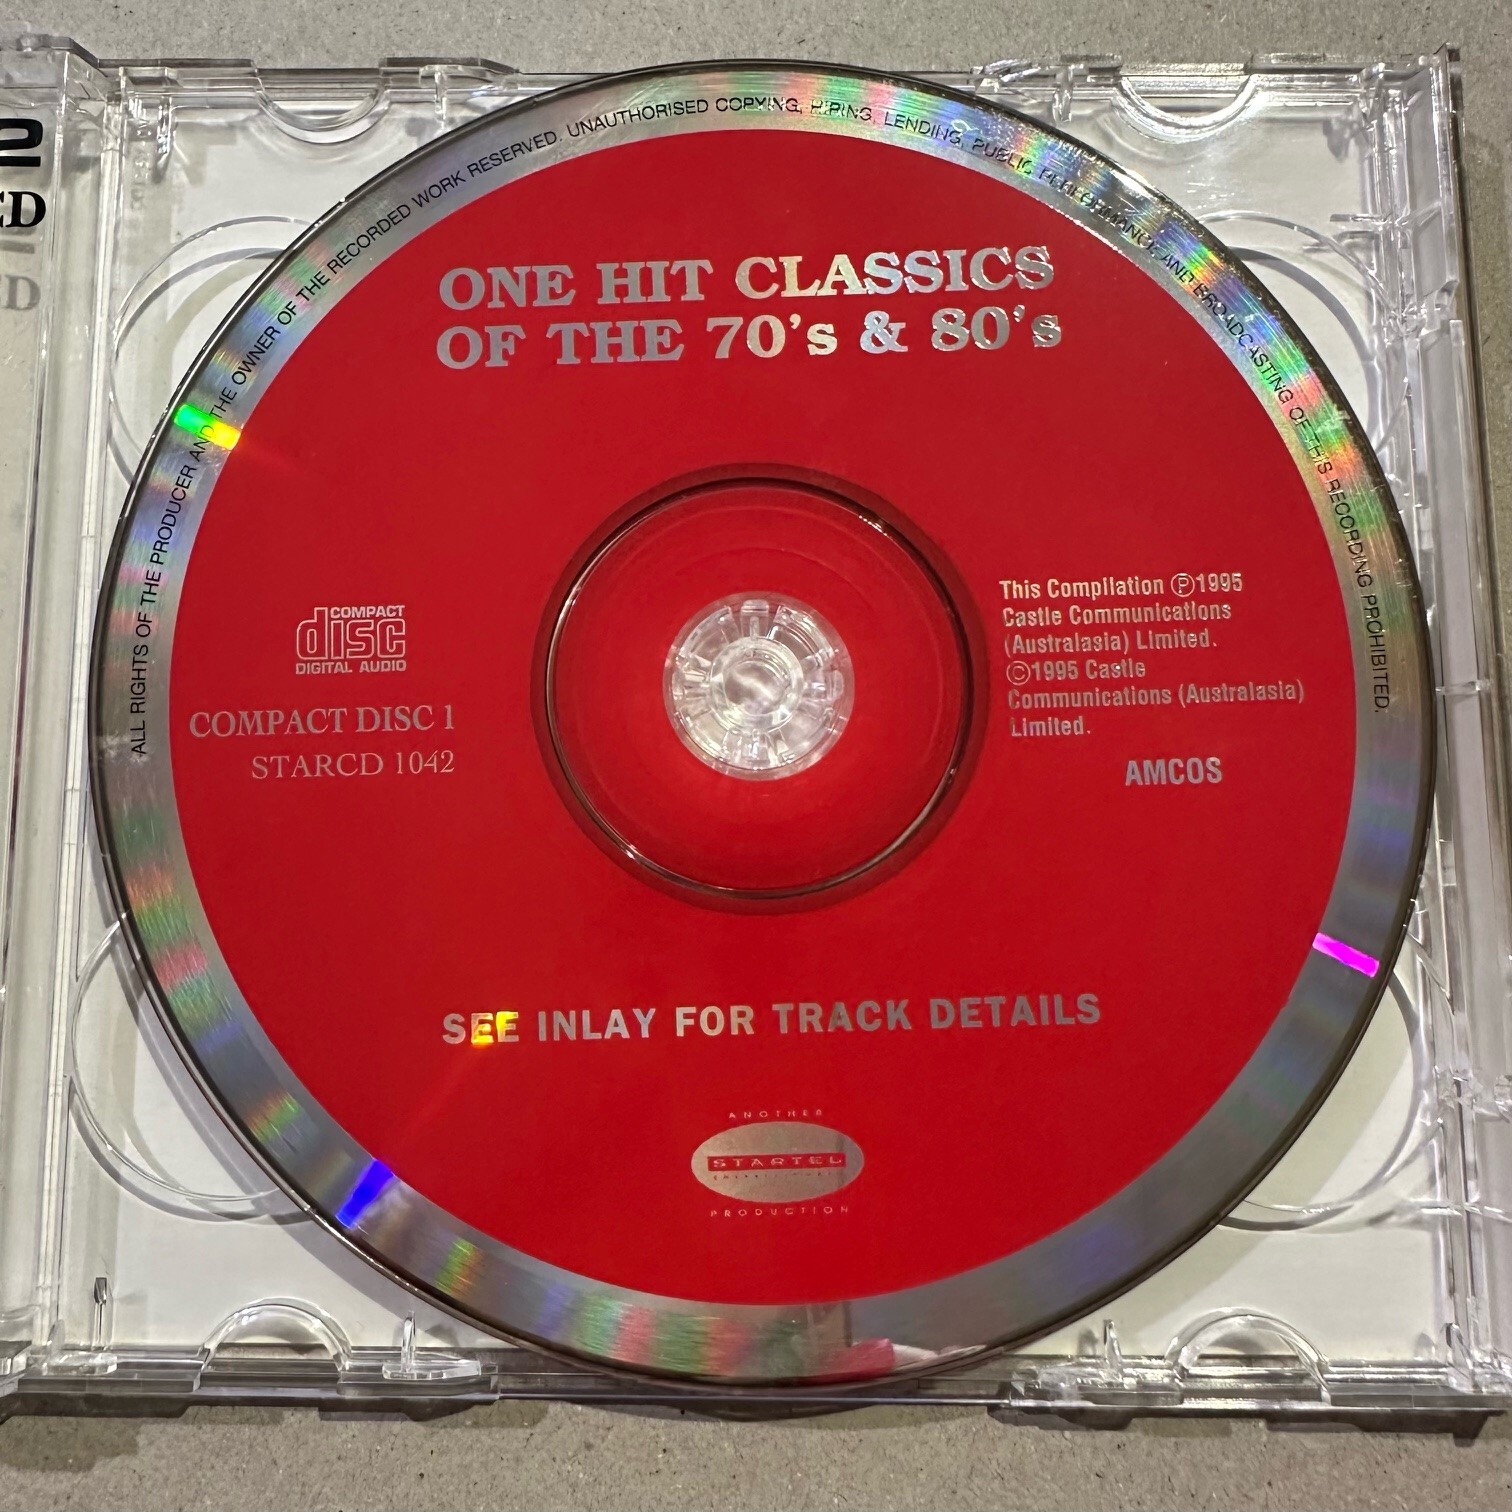 2
CD
ALL RIGHTS OF THE PRODUCER AND THE OWNER OF THE RECORDED WORK RESERVED. UNAUTHORISED COPYING, HIRING, LENDING, PUBLIC PERFORMANCE AND BROADCASTING OF THIS RECORDING PROHIBITED.
ONE HIT CLASSICS
OF THE 70's & 80's
COMPACT
disc
DIGITAL AUDIO
COMPACT DISC 1
STARCD 1042
This Compilation Ⓟ1995
Castle Communications
(Australasia) Limited.
©1995 Castle
Communications (Australasia)
Limited.
AMCOS
SEE INLAY FOR TRACK DETAILS
ANOTHER
STARTEL
PRODUCTION